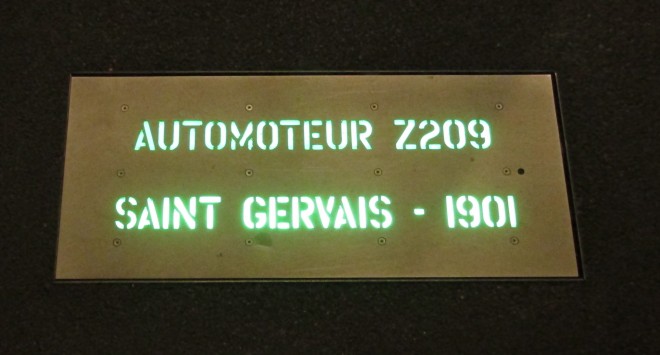 AUTOMOTEUR Z209
SAINT GERVAIS - 1901